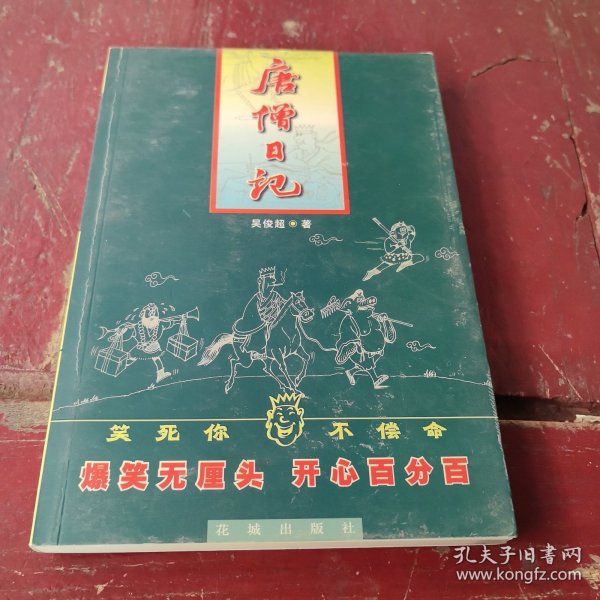 唐僧日记
吴俊超 著
笑死你 不偿命
爆笑无厘头 开心百分百
花城出版社
孔夫子旧书网
www.kongfz.com